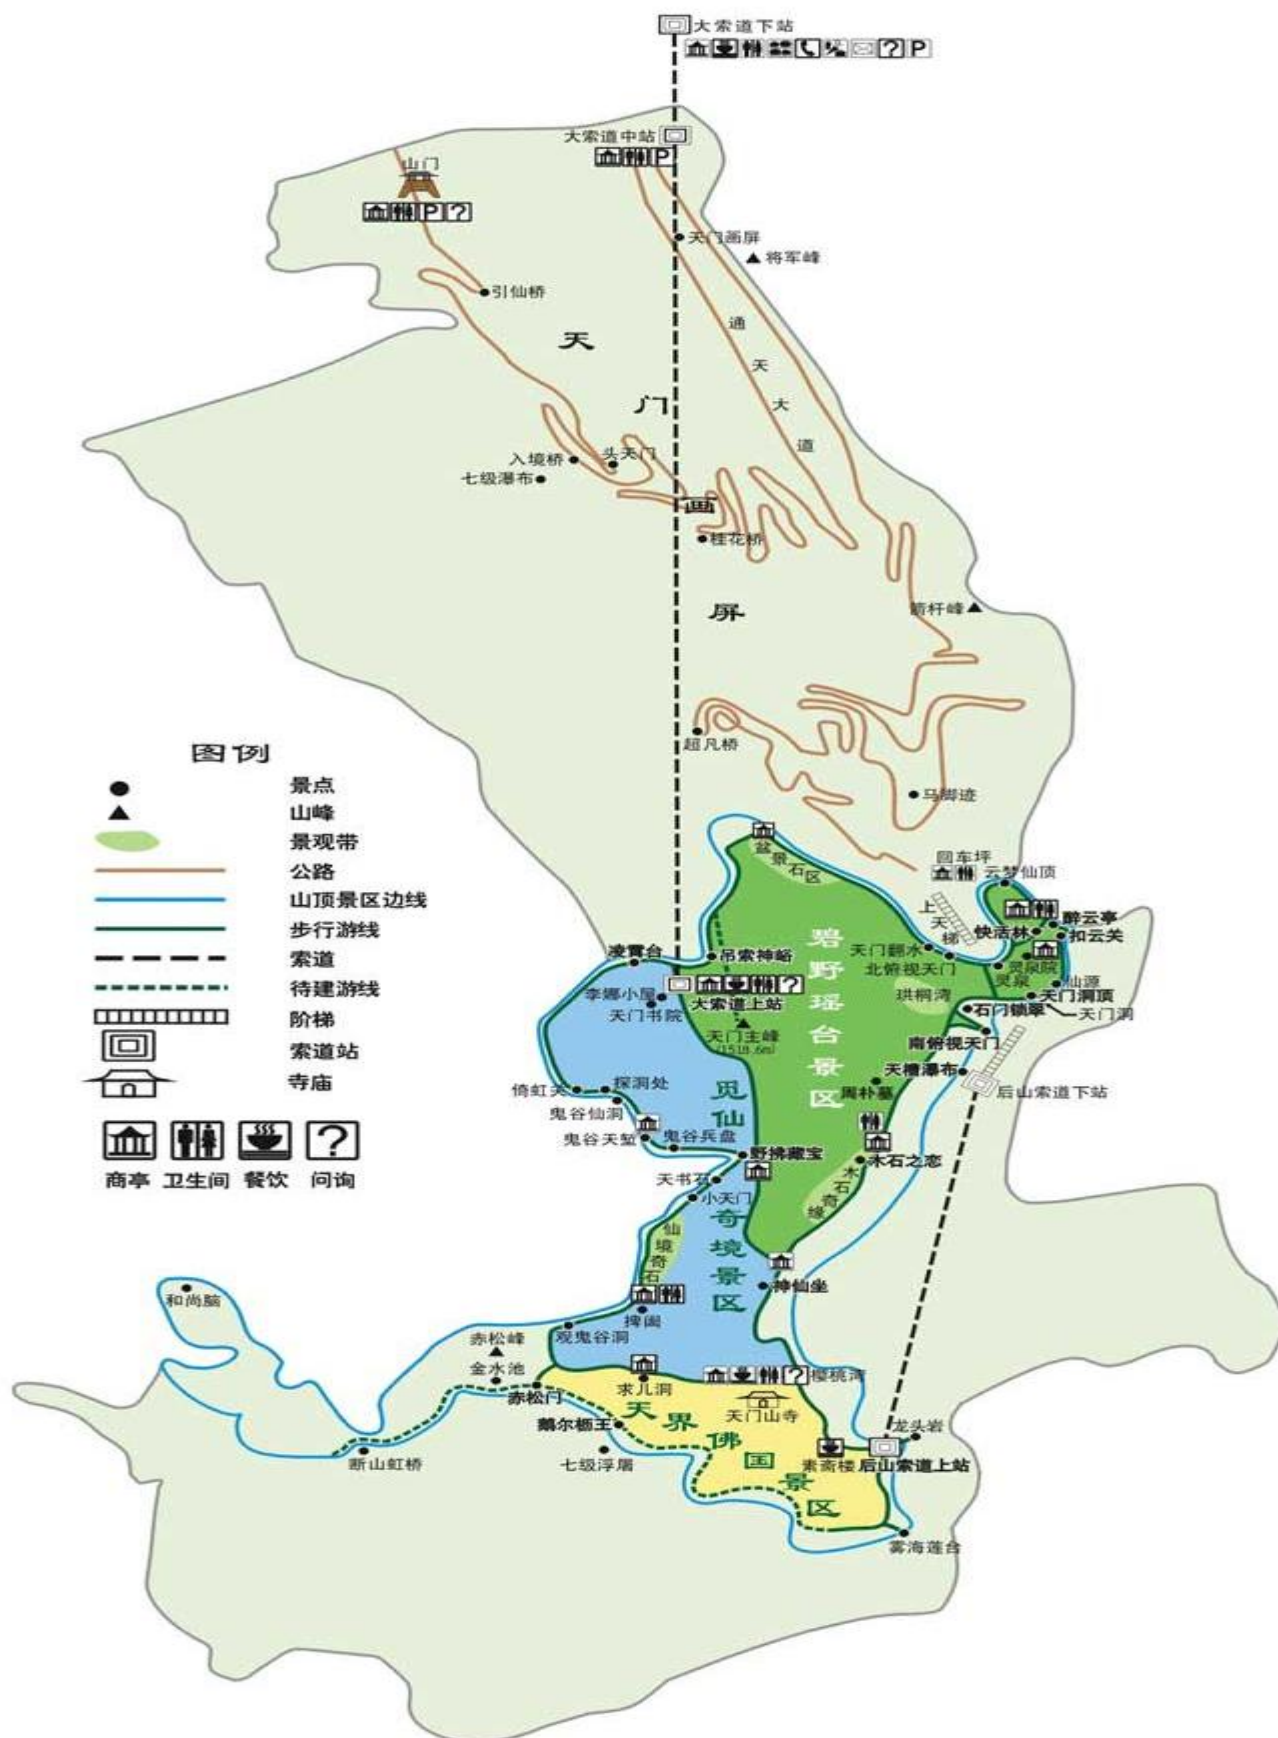 大索道下站
P
大索道中站
P
山门
P
天门画屏
将军峰
引仙桥
通天大道
天门画屏
入境桥
头天门
七级瀑布
桂花桥
箭杆峰
超凡桥
马脚迹
图例
景点
山峰
景观带
公路
山顶景区边线
步行游线
索道
待建游线
阶梯
索道站
寺庙
商亭 卫生间 餐饮 问询
盆景石区
回车坪
云梦仙顶
上天梯
醉云亭
快活林
扣云关
碧野瑶台景区
天门翻水
北俯视天门
灵泉院
灵泉
仙源
珙桐湾
天门洞顶
石门锁翠
天门洞
南俯视天门
凌霄台
吊索神峪
李娜小屋
天门书院
大索道上站
天门主峰
(1518.6m)
天槽瀑布
后山索道下站
周朴墓
倚虹关
探洞处
鬼谷仙洞
鬼谷天堑
鬼谷兵盘
野拂藏宝
木石之恋
木石奇缘
天书石
小天门
觅仙奇境景区
仙境奇石
神仙坐
和尚脑
捭阖
观鬼谷洞
赤松峰
金水池
赤松门
求儿洞
樱桃湾
天门山寺
鹅尔枥王
天界佛国景区
龙头岩
断山虹桥
七级浮屠
素斋楼
后山索道上站
雾海莲台